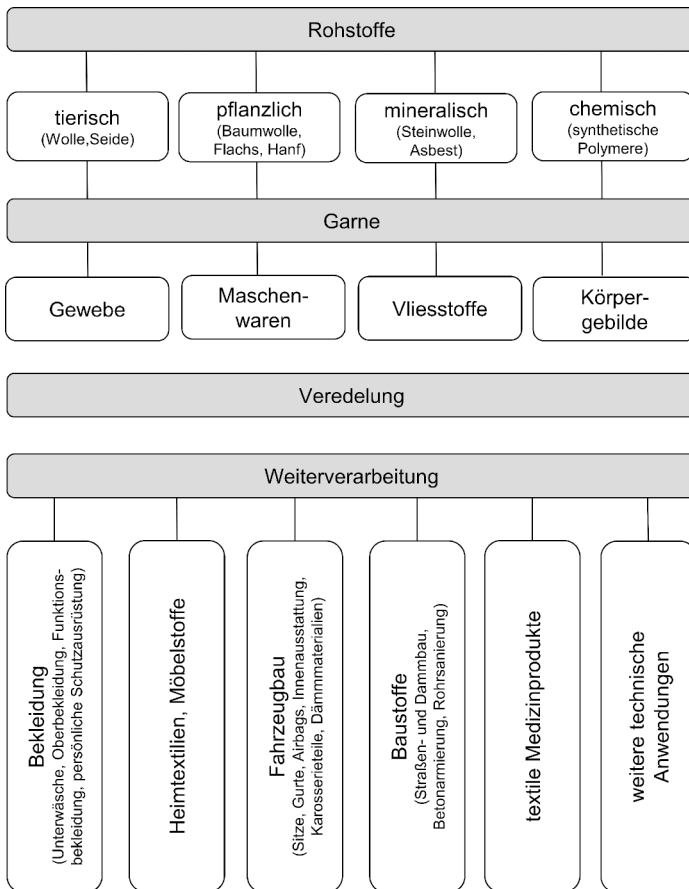 Rohstoffe
tierisch
(Wolle,Seide)
pflanzlich
(Baumwolle,
Flachs, Hanf)
mineralisch
(Steinwolle,
Asbest)
chemisch
(synthetische
Polymere)
Garne
Gewebe
Maschen-
waren
Vliesstoffe
Körper-
gebilde
Veredelung
Weiterverarbeitung
Bekleidung
(Unterwäsche, Oberbekleidung, Funktions-
bekleidung, persönliche Schutzausrüstung)
Heimtextilien, Möbelstoffe
Fahrzeugbau
(Sitze, Gurte, Airbags, Innenausstattung,
Karosserieteile, Dämmmaterialien)
Baustoffe
(Straßen- und Dammbau,
Betonarmierung, Rohrsanierung)
textile Medizinprodukte
weitere technische
Anwendungen